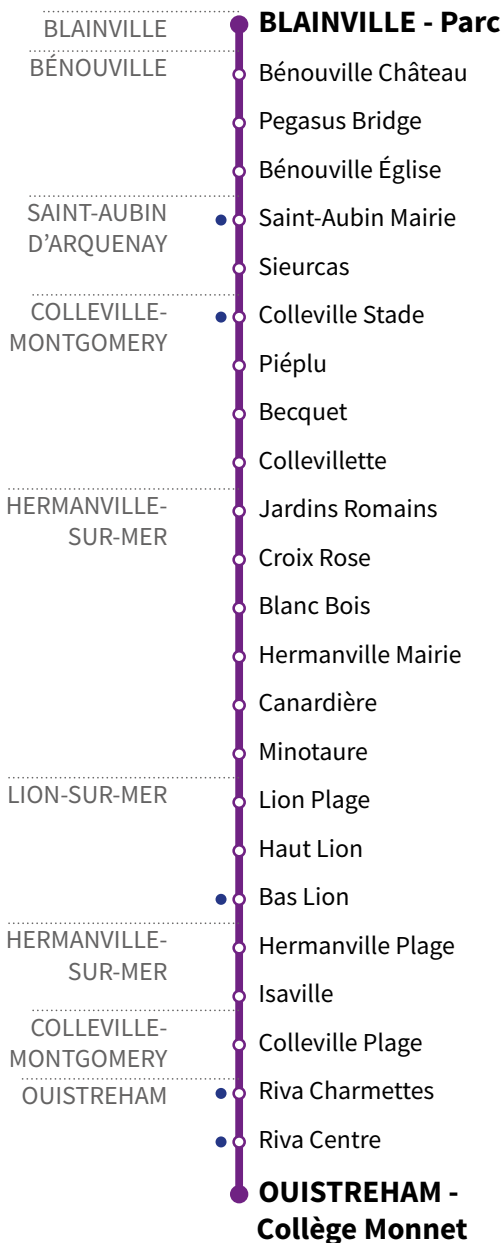 BLAINVILLE
BLAINVILLE - Parc
BÉNOUVILLE
Bénouville Château
Pegasus Bridge
Bénouville Église
SAINT-AUBIN
D’ARQUENAY
Saint-Aubin Mairie
Sieurcas
COLLEVILLE-
MONTGOMERY
Colleville Stade
Piéplu
Becquet
Collevillette
HERMANVILLE-
SUR-MER
Jardins Romains
Croix Rose
Blanc Bois
Hermanville Mairie
Canardière
Minotaure
LION-SUR-MER
Lion Plage
Haut Lion
Bas Lion
HERMANVILLE-
SUR-MER
Hermanville Plage
Isaville
COLLEVILLE-
MONTGOMERY
Colleville Plage
OUISTREHAM
Riva Charmettes
Riva Centre
OUISTREHAM -
Collège Monnet